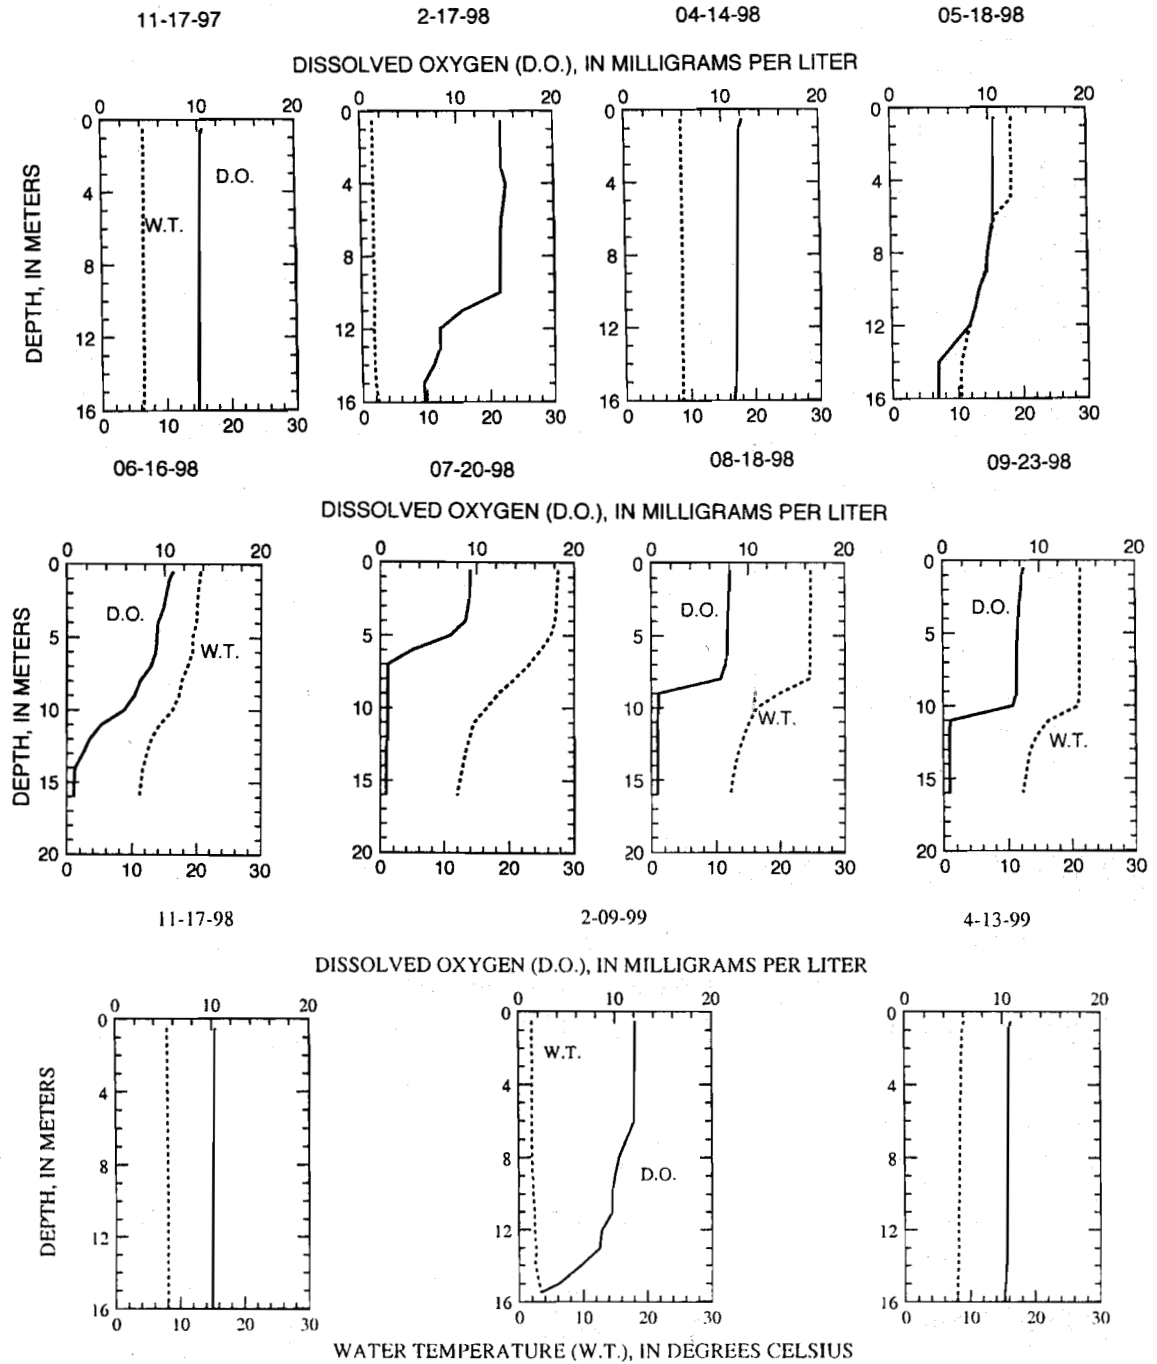 11-17-97 2-17-98 04-14-98 05-18-98
DISSOLVED OXYGEN (D.O.), IN MILLIGRAMS PER LITER
0 10 20 0 10 20 0 10 20 0 10 20
DEPTH, IN METERS
0 0 0 0
4 4 4 4
8 8 8 8
12 12 12 12
16 16 16 16
D.O.
W.T.
0 10 20 30 0 10 20 30 0 10 20 30 0 10 20 30
06-16-98 07-20-98 08-18-98 09-23-98
DISSOLVED OXYGEN (D.O.), IN MILLIGRAMS PER LITER
0 10 20 0 10 20 0 10 20 0 10 20
DEPTH, IN METERS
0 0 0 0
5 5 5 5
10 10 10 10
15 15 15 15
20 20 20 20
D.O. D.O. D.O.
W.T. W.T. W.T.
0 10 20 30 0 10 20 30 0 10 20 30 0 10 20 30
11-17-98 2-09-99 4-13-99
DISSOLVED OXYGEN (D.O.), IN MILLIGRAMS PER LITER
0 10 20 0 10 20 0 10 20
DEPTH, IN METERS
0 0 0
4 4 4
8 8 8
12 12 12
16 16 16
W.T.
D.O.
0 10 20 30 0 10 20 30 0 10 20 30
WATER TEMPERATURE (W.T.), IN DEGREES CELSIUS